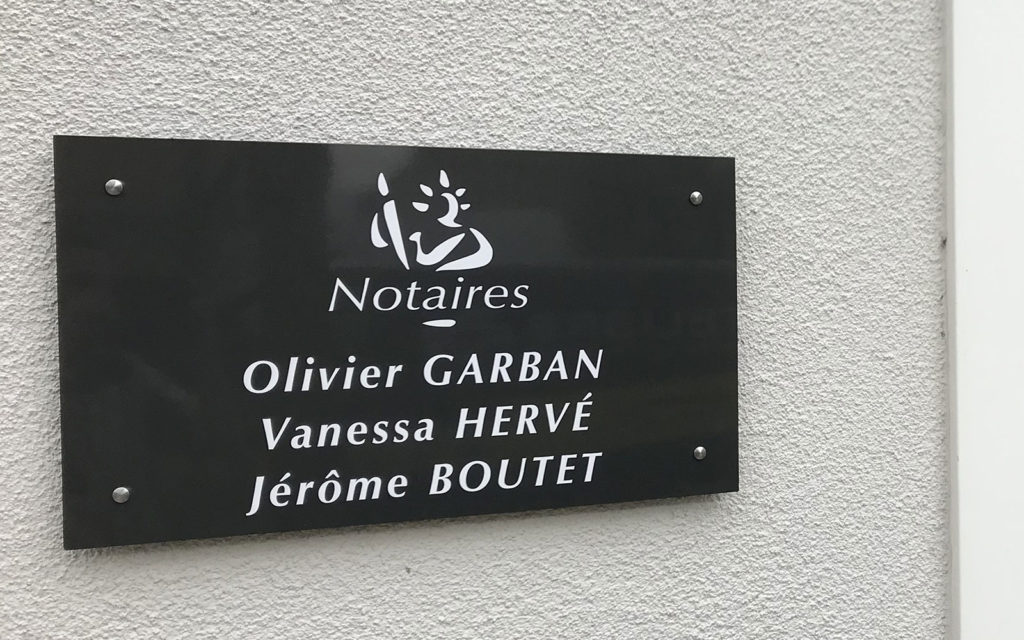 Notaires
Olivier GARBAN
Vanessa HERVÉ
Jérôme BOUTET